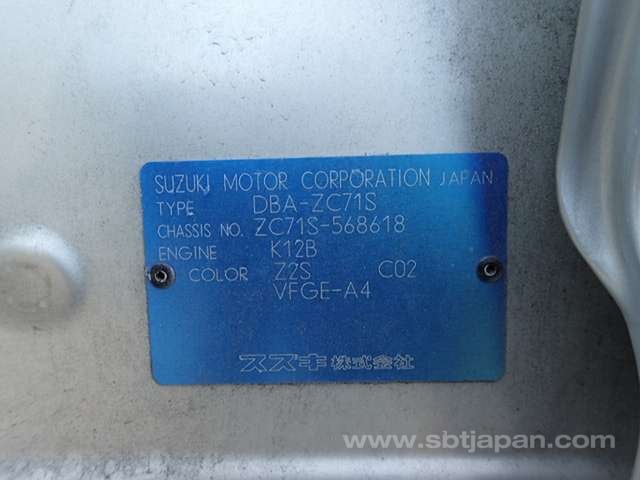 SUZUKI MOTOR CORPORATION JAPAN
TYPE DBA-ZC71S
CHASSIS NO. ZC71S-568618
ENGINE K12B
COLOR Z2S C02
VFGE-A4
スズキ株式会社
www.sbtjapan.com